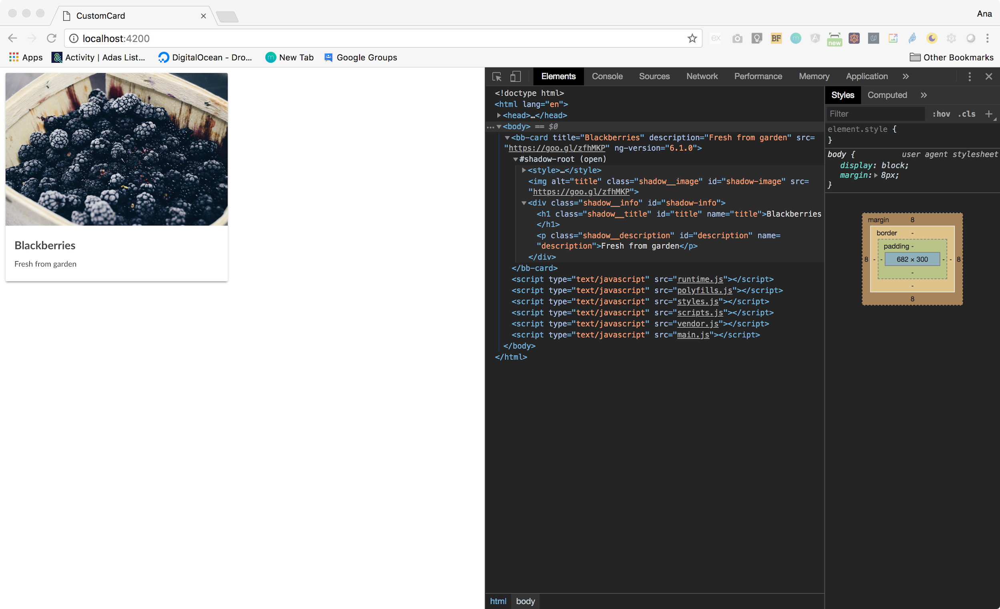 CustomCard
Ana
localhost:4200
ex
BF
m
new
Apps
Activity | Adas List...
DigitalOcean - Dro...
m
New Tab
Google Groups
Other Bookmarks
Blackberries
Fresh from garden
Elements Console Sources Network Performance Memory Application »
<!doctype html>
<html lang="en">
<head>…</head>
<body> == $0
<bb-card title="Blackberries" description="Fresh from garden" src=
"https://goo.gl/zfhMKP" ng-version="6.1.0">
#shadow-root (open)
<style>…</style>
<img alt="title" class="shadow__image" id="shadow-image" src=
"https://goo.gl/zfhMKP">
<div class="shadow__info" id="shadow-info">
<h1 class="shadow__title" id="title" name="title">Blackberries
</h1>
<p class="shadow__description" id="description" name=
"description">Fresh from garden</p>
</div>
</bb-card>
<script type="text/javascript" src="runtime.js"></script>
<script type="text/javascript" src="polyfills.js"></script>
<script type="text/javascript" src="styles.js"></script>
<script type="text/javascript" src="scripts.js"></script>
<script type="text/javascript" src="vendor.js"></script>
<script type="text/javascript" src="main.js"></script>
</body>
</html>
html body
Styles Computed »
Filter :hov .cls +
element.style {
}
body { user agent stylesheet
display: block;
margin: 8px;
}
margin 8
border -
padding -
8 - - 682 × 300 - - 8
-
-
8